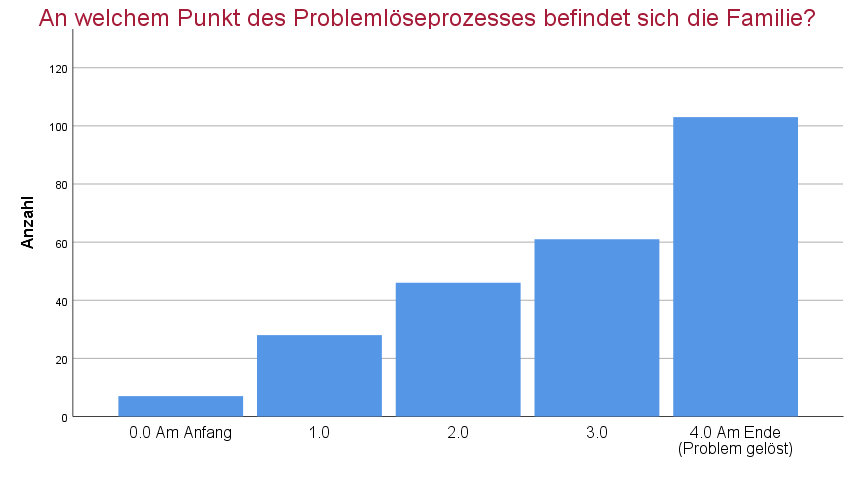 An welchem Punkt des Problemlöseprozesses befindet sich die Familie?
120
100
80
60
40
20
0
Anzahl
0.0 Am Anfang
1.0
2.0
3.0
4.0 Am Ende
(Problem gelöst)